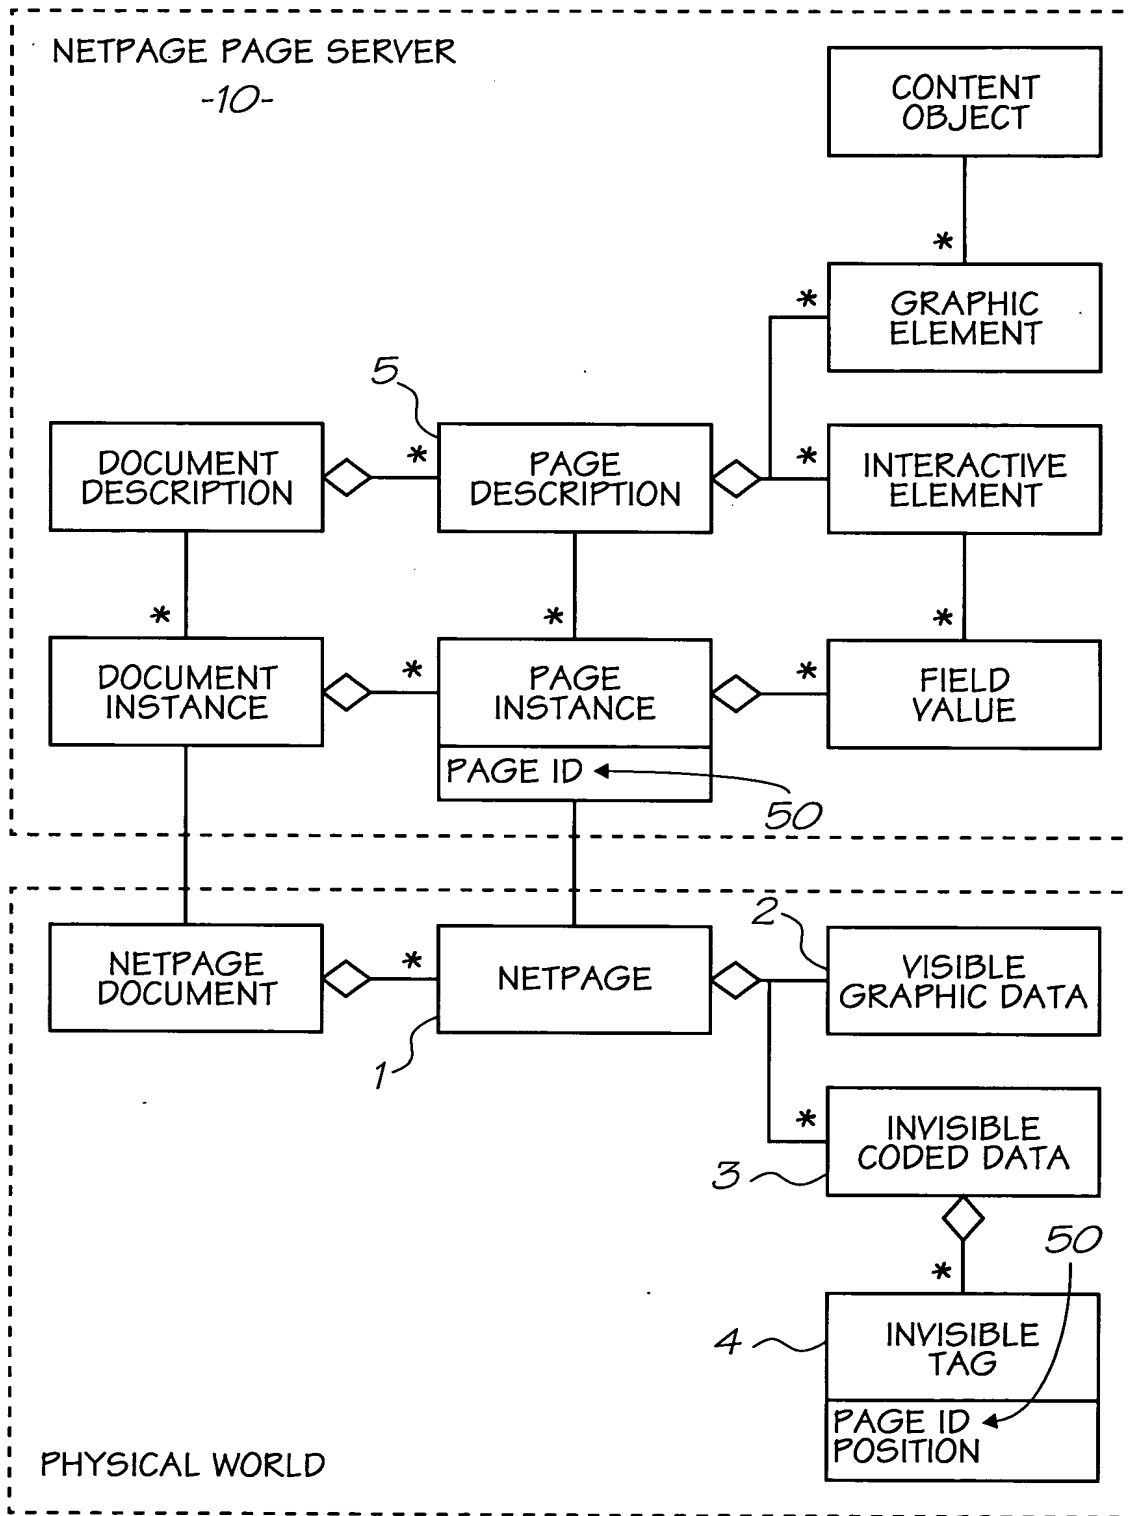 NETPAGE PAGE SERVER
-10-
CONTENT
OBJECT
*
*
GRAPHIC
ELEMENT
5
DOCUMENT
DESCRIPTION
*
PAGE
DESCRIPTION
*
INTERACTIVE
ELEMENT
*
*
*
DOCUMENT
INSTANCE
*
PAGE
INSTANCE
*
FIELD
VALUE
PAGE ID
50
NETPAGE
DOCUMENT
*
NETPAGE
2
VISIBLE
GRAPHIC DATA
1
*
INVISIBLE
CODED DATA
3
*
50
4
INVISIBLE
TAG
PAGE ID
POSITION
PHYSICAL WORLD